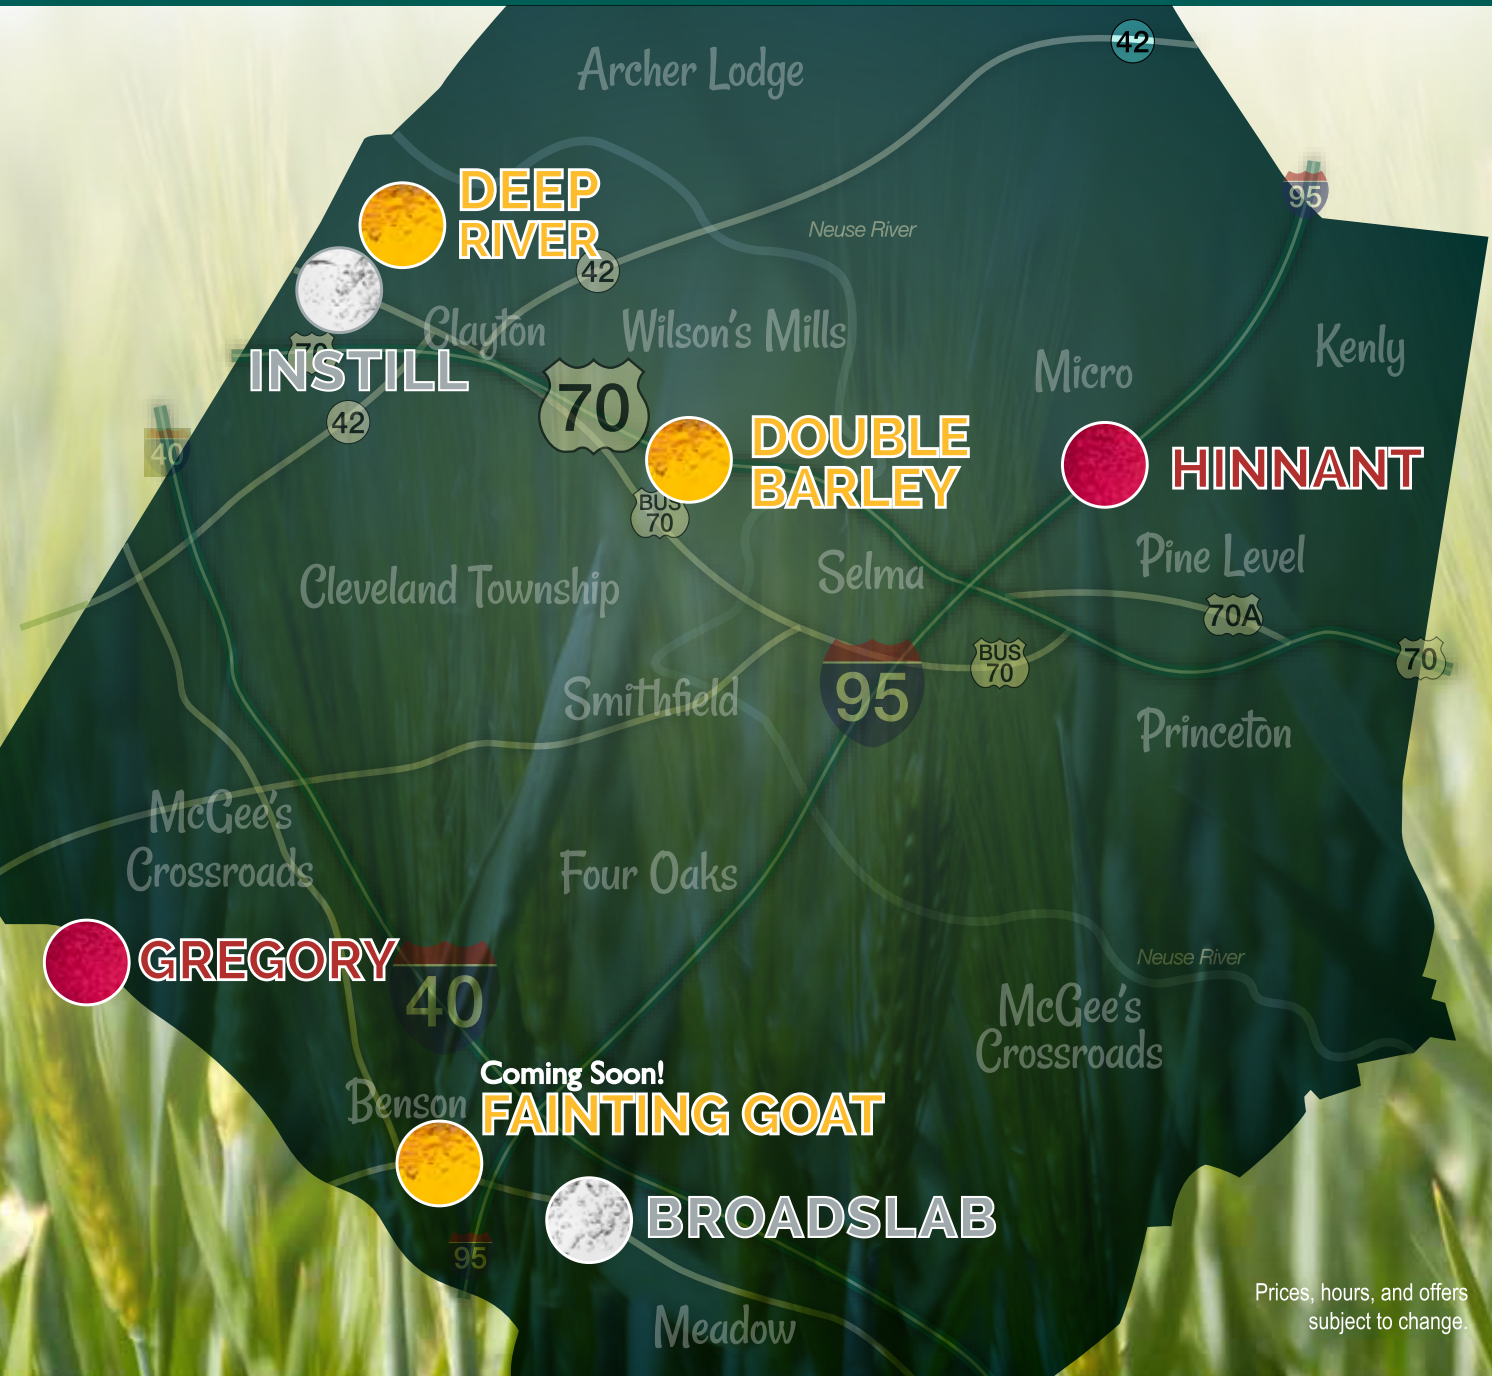 42
Archer Lodge
95
DEEP
RIVER
Neuse River
42
Clayton
Wilson's Mills
Kenly
70
INSTILL
Micro
70
42
40
DOUBLE
BARLEY
HINNANT
BUS
70
Pine Level
Selma
Cleveland Township
70A
BUS
70
70
95
Smithfield
Princeton
McGee's
Crossroads
Four Oaks
GREGORY
40
Neuse River
McGee's
Crossroads
Coming Soon!
Benson
FAINTING GOAT
BROADSLAB
95
Prices, hours, and offers
subject to change.
Meadow